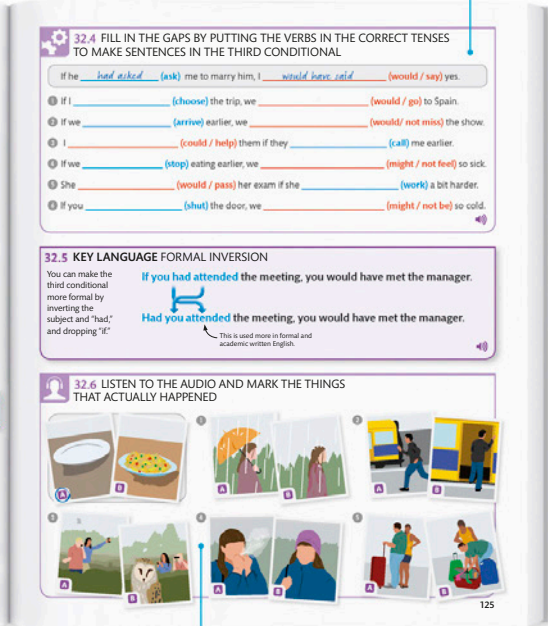 32.4 FILL IN THE GAPS BY PUTTING THE VERBS IN THE CORRECT TENSES
TO MAKE SENTENCES IN THE THIRD CONDITIONAL
If he had asked (ask) me to marry him, I would have said (would / say) yes.
1 If I (choose) the trip, we (would / go) to Spain.
2 If we (arrive) earlier, we (would/ not miss) the show.
3 I (could / help) them if they (call) me earlier.
4 If we (stop) eating earlier, we (might / not feel) so sick.
5 She (would / pass) her exam if she (work) a bit harder.
6 If you (shut) the door, we (might / not be) so cold.
32.5 KEY LANGUAGE FORMAL INVERSION
You can make the
third conditional
more formal by
inverting the
subject and "had,"
and dropping "if."
If you had attended the meeting, you would have met the manager.
Had you attended the meeting, you would have met the manager.
This is used more in formal and
academic written English.
32.6 LISTEN TO THE AUDIO AND MARK THE THINGS
THAT ACTUALLY HAPPENED
A B
1 A B
2 A B
3 A B
4 A B
5 A B
125